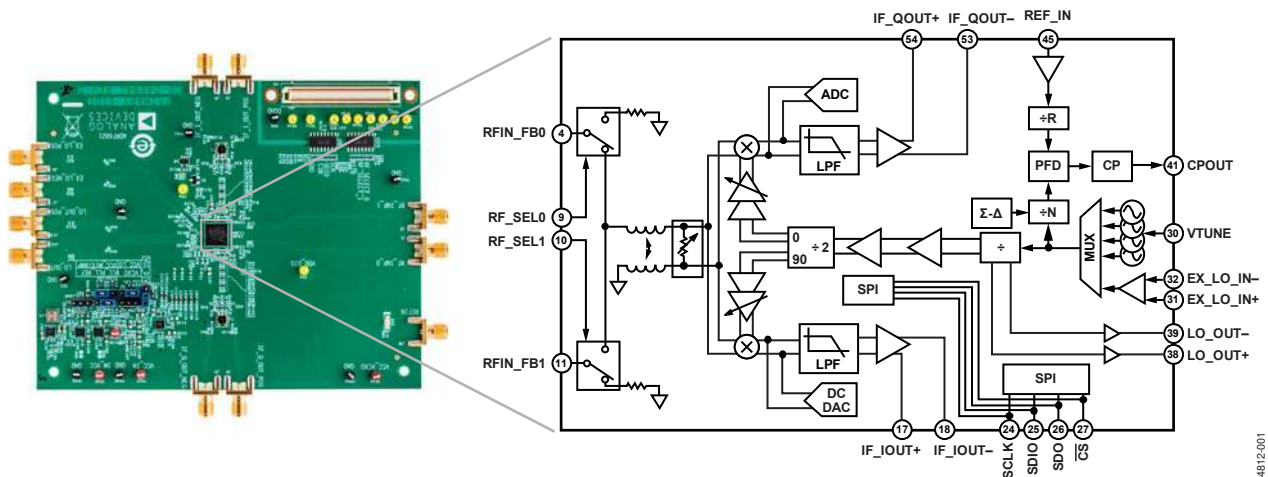 IF_QOUT+ IF_QOUT– REF_IN
54 53 45
ADC
÷R
RFIN_FB0 4
LPF
PFD CP 41 CPOUT
RF_SEL0 9
Σ-Δ ÷N
RF_SEL1 10
0
÷ 2
90
÷
MUX
30 VTUNE
SPI
32 EX_LO_IN–
31 EX_LO_IN+
39 LO_OUT–
38 LO_OUT+
RFIN_FB1 11
LPF
SPI
DC
DAC
17 18 24 25 26 27
IF_IOUT+ IF_IOUT–
SCLK
SDIO
SDO
CS
4812-001
ANALOG
DEVICES